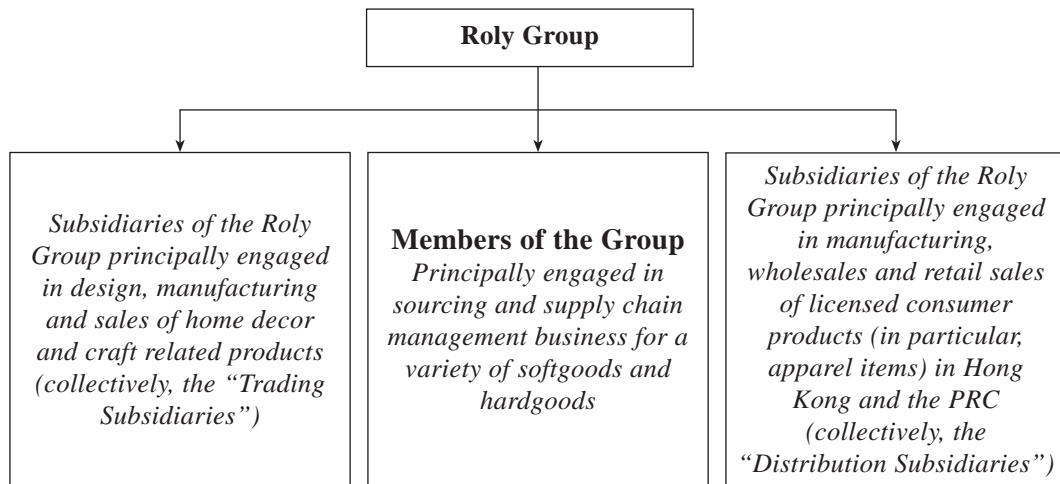 Roly Group
Subsidiaries of the Roly
Group principally engaged
in design, manufacturing
and sales of home decor
and craft related products
(collectively, the “Trading
Subsidiaries”)
Members of the Group
Principally engaged in
sourcing and supply chain
management business for a
variety of softgoods and
hardgoods
Subsidiaries of the Roly
Group principally engaged
in manufacturing,
wholesales and retail sales
of licensed consumer
products (in particular,
apparel items) in Hong
Kong and the PRC
(collectively, the
“Distribution Subsidiaries”)